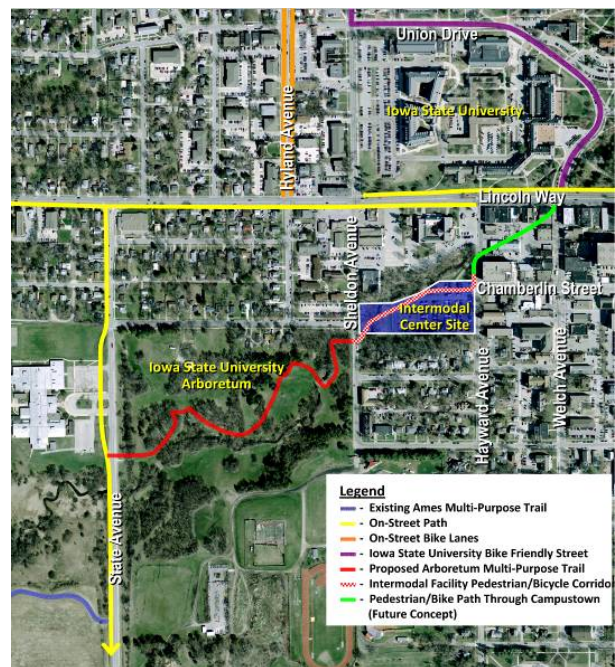 Union Drive
Iowa State University
Hyland Avenue
Lincoln Way
Sheldon Avenue
Chamberlin Street
Intermodal
Center Site
Iowa State University
Arboretum
Hayward Avenue
Welch Avenue
State Avenue
Legend
- Existing Ames Multi-Purpose Trail
- On-Street Path
- On-Street Bike Lanes
- Iowa State University Bike Friendly Street
- Proposed Arboretum Multi-Purpose Trail
- Intermodal Facility Pedestrian/Bicycle Corridor
- Pedestrian/Bike Path Through Campustown
(Future Concept)